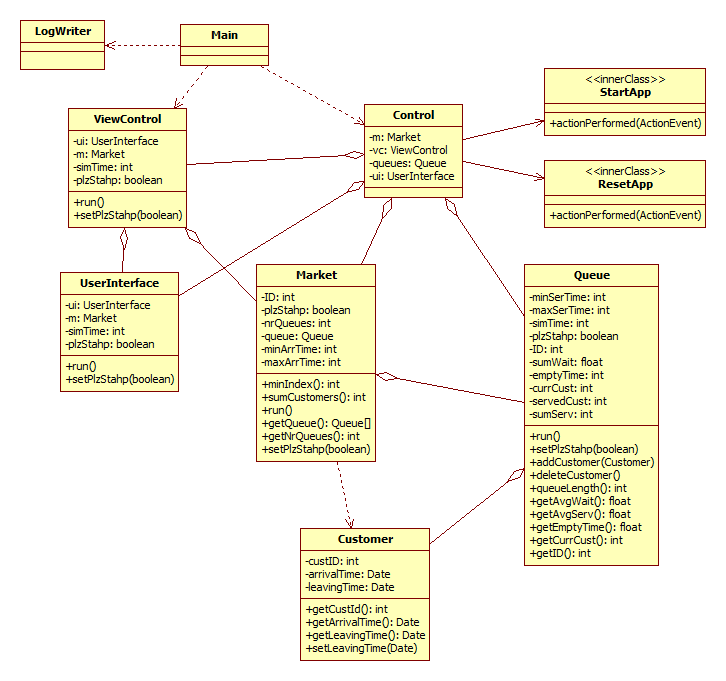 LogWriter
Main
ViewControl
-ui: UserInterface
-m: Market
-simTime: int
-plzStahp: boolean
+run()
+setPlzStahp(boolean)
Control
-m: Market
-vc: ViewControl
-queues: Queue
-ui: UserInterface
<<innerClass>>
StartApp
+actionPerformed(ActionEvent)
<<innerClass>>
ResetApp
+actionPerformed(ActionEvent)
UserInterface
-ui: UserInterface
-m: Market
-simTime: int
-plzStahp: boolean
+run()
+setPlzStahp(boolean)
Market
-ID: int
-plzStahp: boolean
-nrQueues: int
-queue: Queue
-minArrTime: int
-maxArrTime: int
+minIndex(): int
+sumCustomers(): int
+run()
+getQueue(): Queue[]
+getNrQueues(): int
+setPlzStahp(boolean)
Queue
-minSerTime: int
-maxSerTime: int
-simTime: int
-plzStahp: boolean
-ID: int
-sumWait: float
-emptyTime: int
-currCust: int
-servedCust: int
-sumServ: int
+run()
+setPlzStahp(boolean)
+addCustomer(Customer)
+deleteCustomer()
+queueLength(): int
+getAvgWait(): float
+getAvgServ(): float
+getEmptyTime(): float
+getCurrCust(): int
+getID(): int
Customer
-custID: int
-arrivalTime: Date
-leavingTime: Date
+getCustId(): int
+getArrivalTime(): Date
+getLeavingTime(): Date
+setLeavingTime(Date)